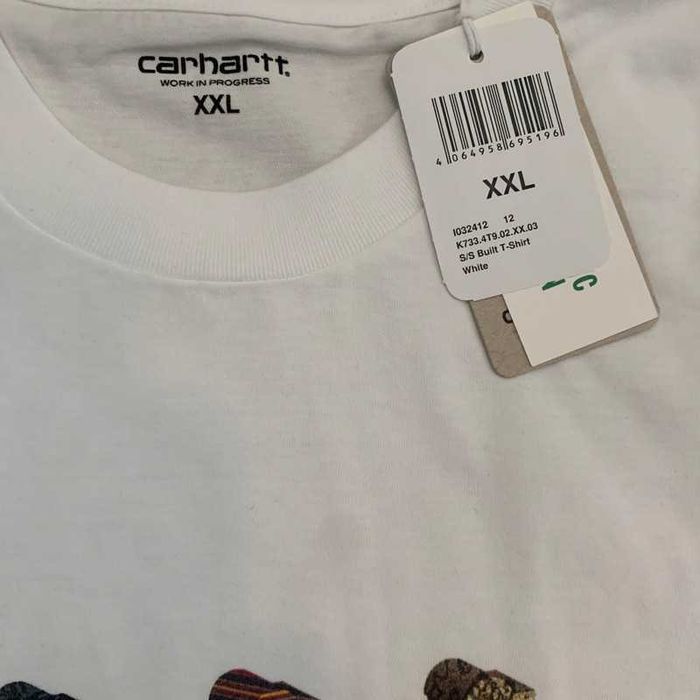 carhartt.
WORK IN PROGRESS
XXL
4 064958 695196
XXL
I032412 12
K733.4T9.02.XX.03
S/S Built T-Shirt
White
C